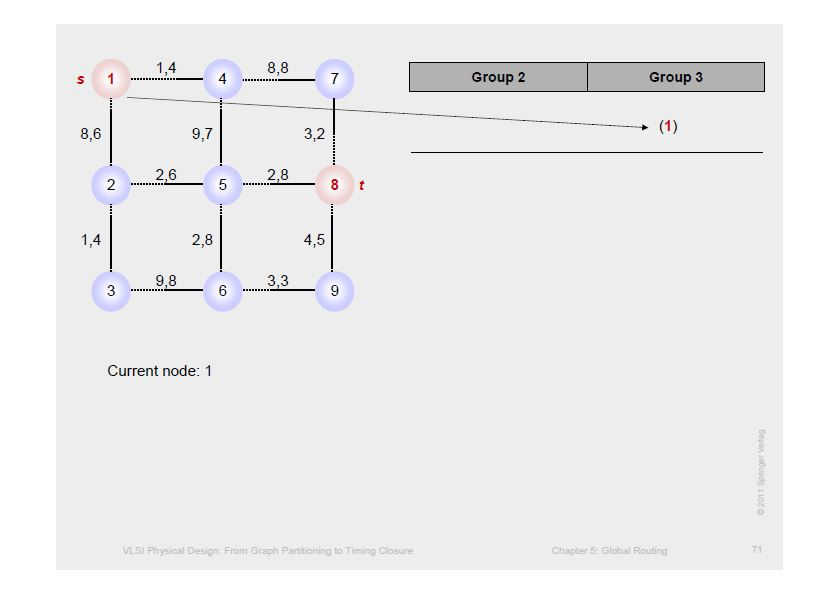 s 1 1,4 4 8,8 7
Group 2 Group 3
(1)
8,6 9,7 3,2
2 2,6 5 2,8 8 t
1,4 2,8 4,5
3 9,8 6 3,3 9
Current node: 1
© 2011 Springer Verlag
VLSI Physical Design: From Graph Partitioning to Timing Closure Chapter 5: Global Routing 71